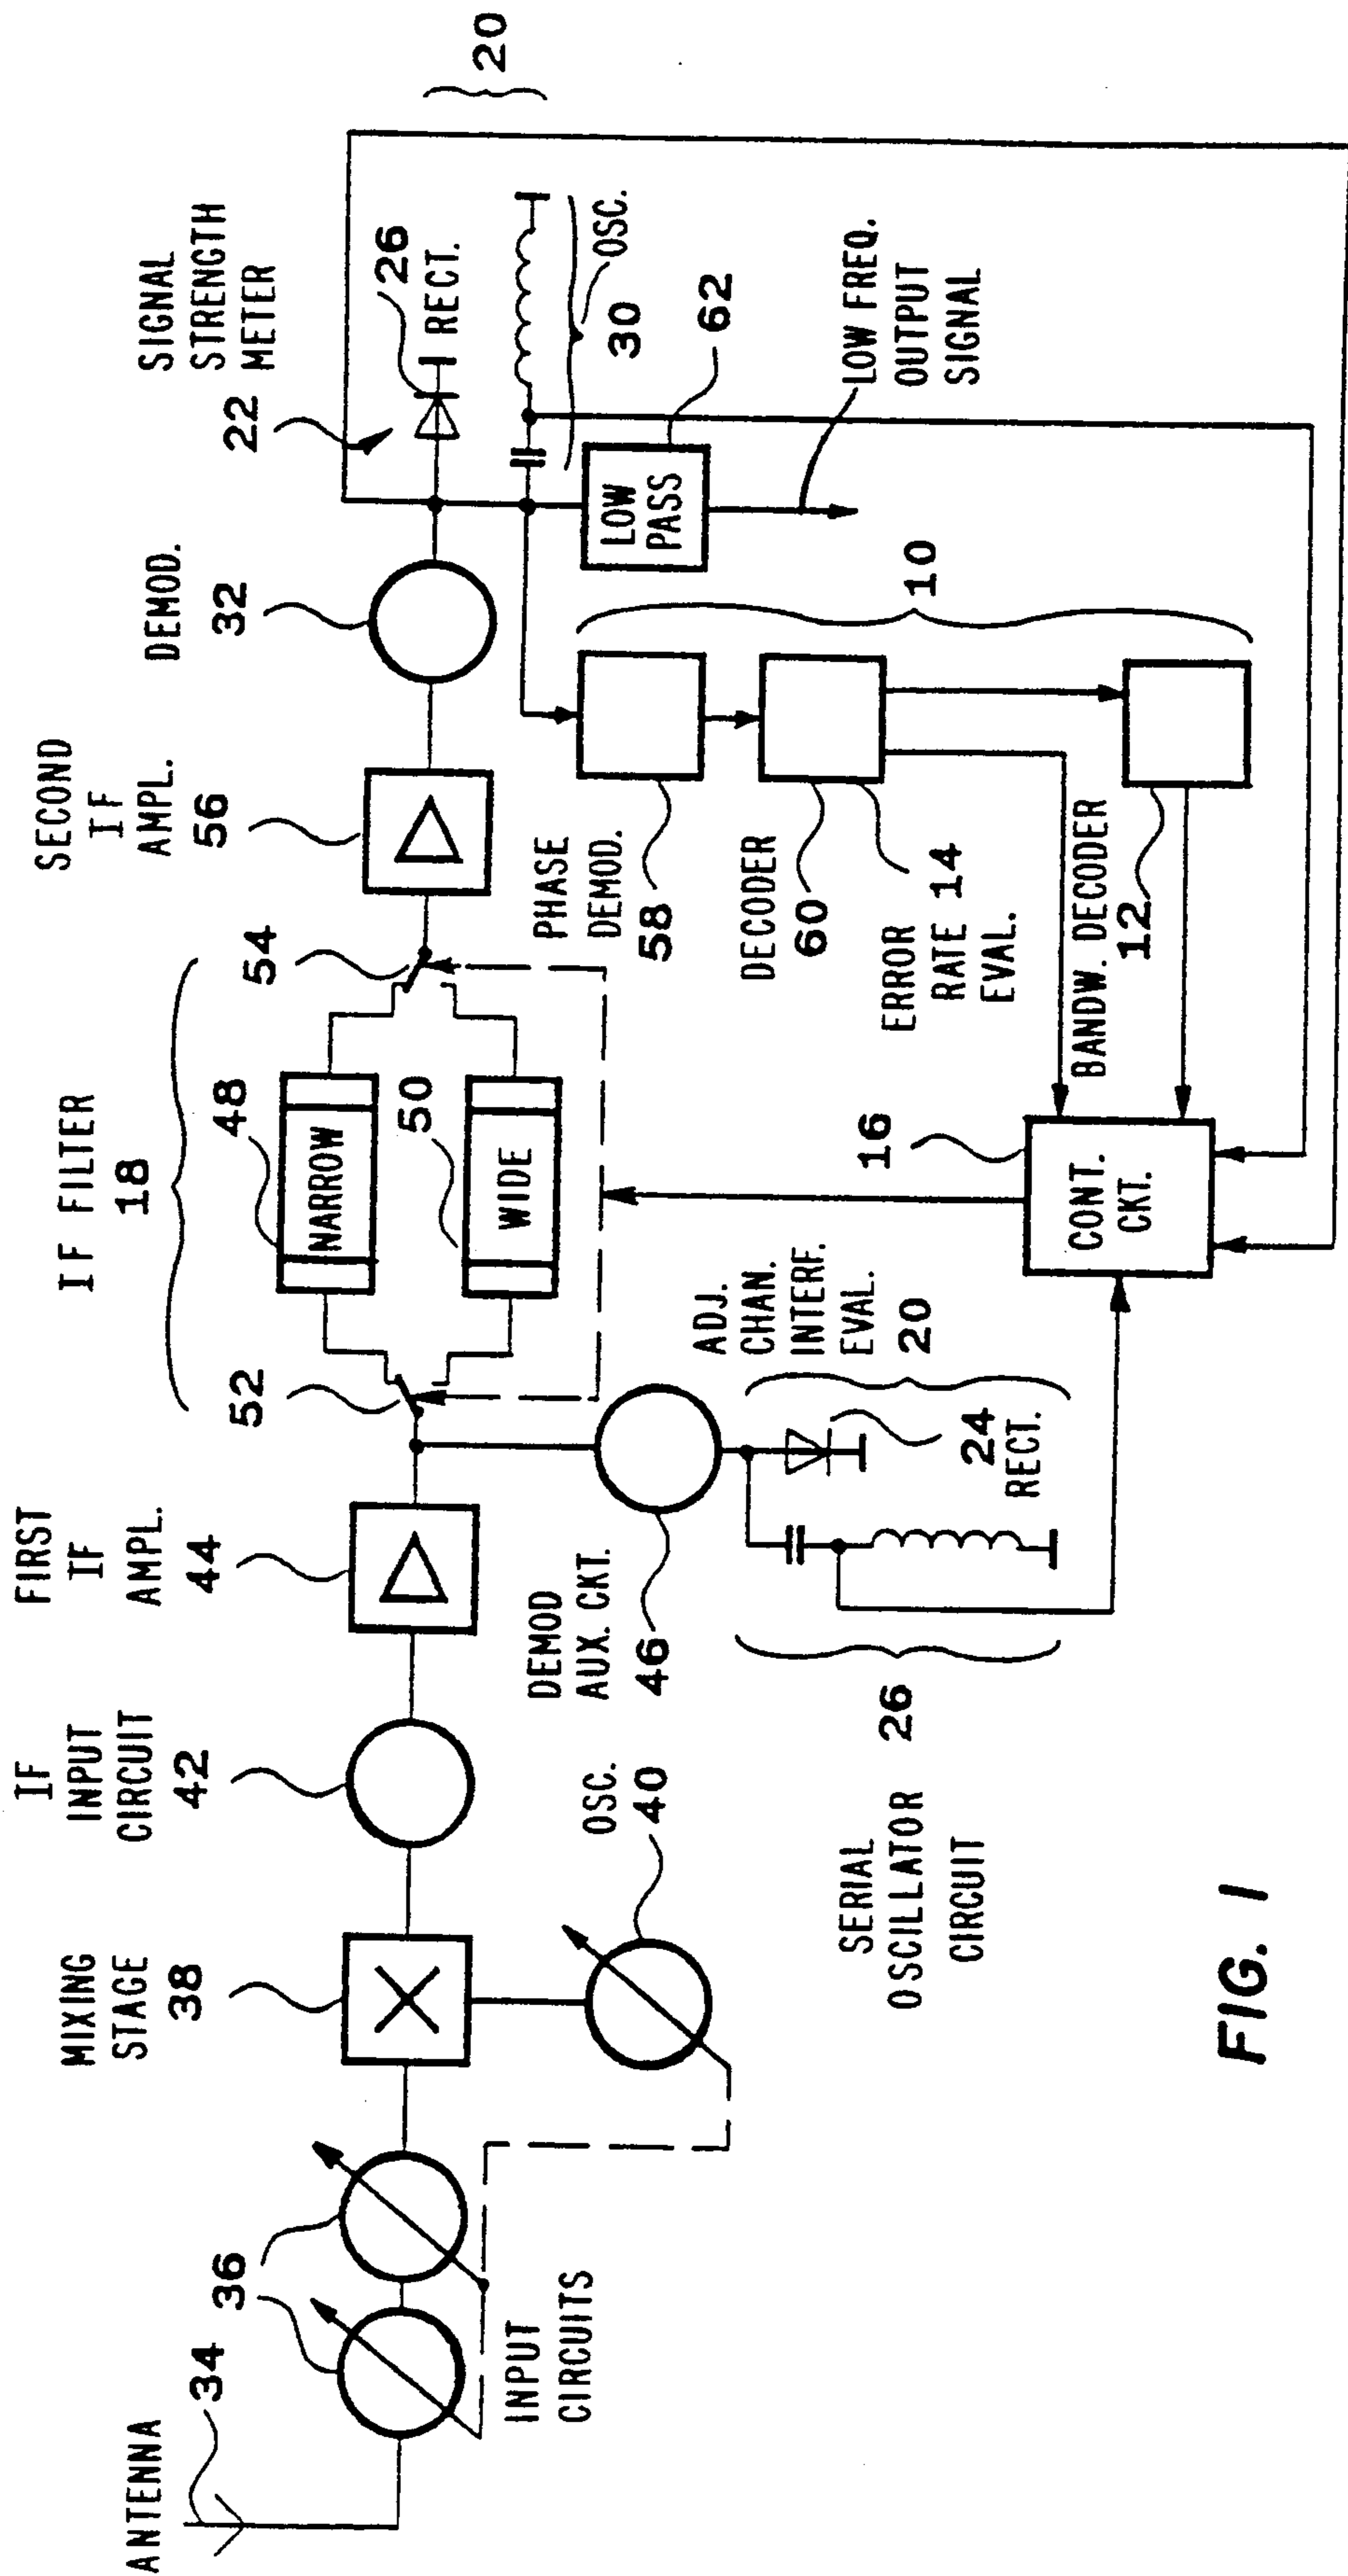 ANTENNA
34
36
INPUT
CIRCUITS
MIXING
STAGE
38
OSC.
40
IF
INPUT
CIRCUIT
42
FIRST
IF
AMPL.
44
DEMOD
AUX. CKT.
46
SERIAL
OSCILLATOR
CIRCUIT
26
24
RECT.
ADJ.
CHAN.
INTERF.
EVAL.
20
IF FILTER
18
52
48
NARROW
50
WIDE
54
CONT.
CKT.
16
SECOND
IF
AMPL.
56
PHASE
DEMOD.
58
DECODER
60
ERROR
RATE 14
EVAL.
BANDW. DECODER
12
10
DEMOD.
32
SIGNAL
STRENGTH
METER
22
26
RECT.
20
OSC.
30
LOW
PASS
62
LOW FREQ.
OUTPUT
SIGNAL
FIG. 1